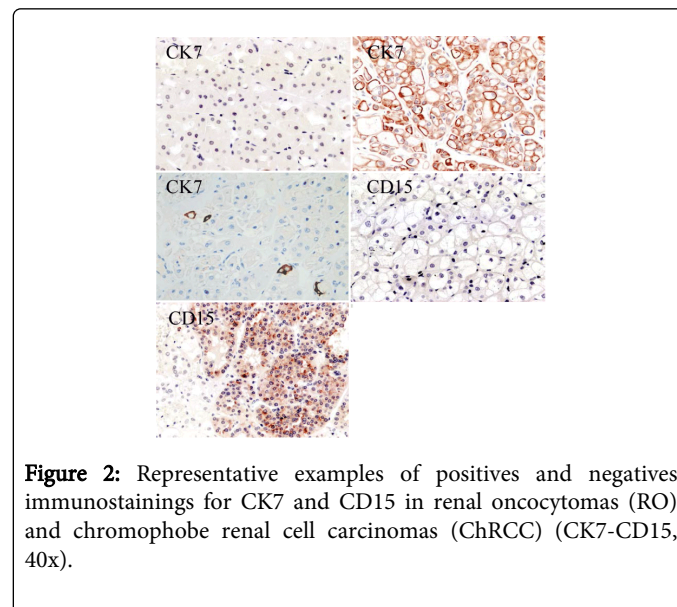 CK7
CK7
CK7
CD15
CD15
Figure 2: Representative examples of positives and negatives
immunostainings for CK7 and CD15 in renal oncocytomas (RO)
and chromophobe renal cell carcinomas (ChRCC) (CK7-CD15,
40x).